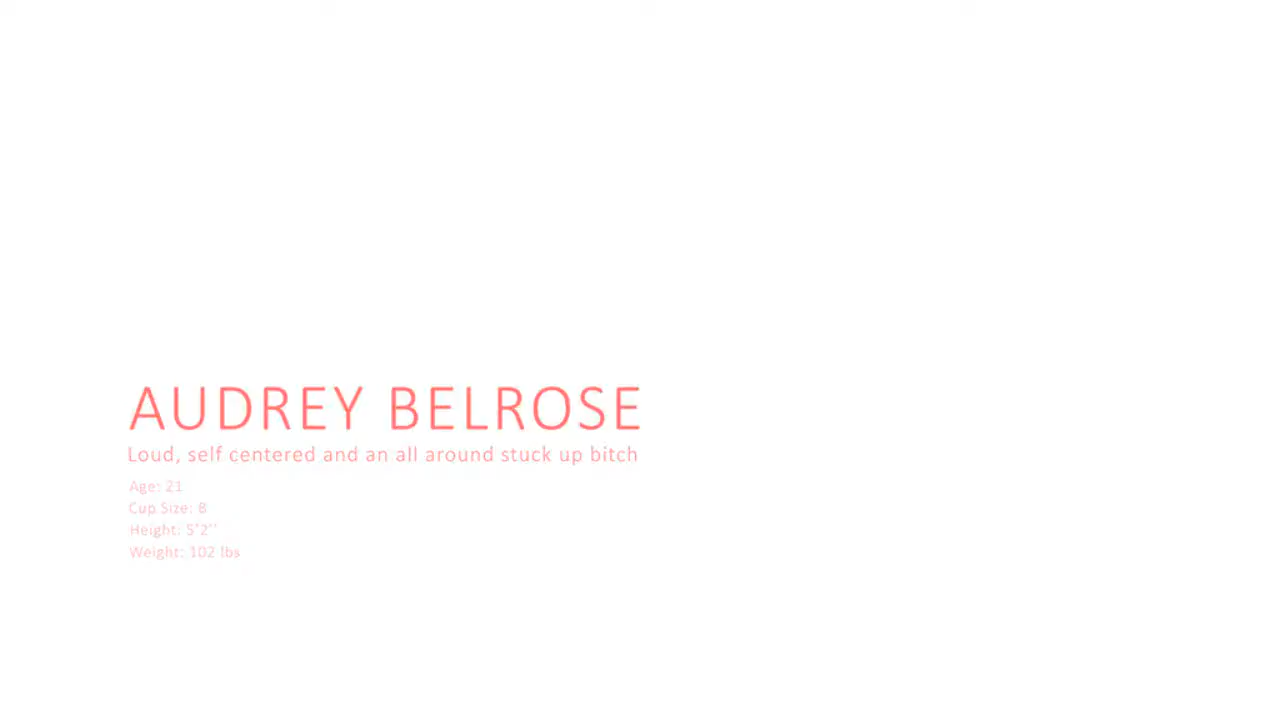 AUDREY BELROSE
Loud, self centered and an all around stuck up bitch
Age: 21
Cup Size: B
Height: 5'2''
Weight: 102 lbs